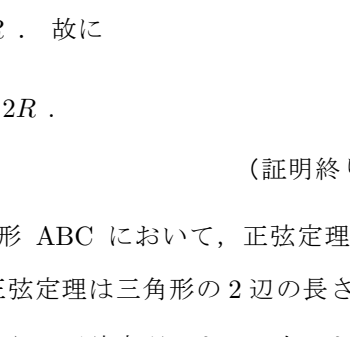 . 故に
2R .
(証明終
形 ABC において, 正弦定理
正弦定理は三角形の 2 辺の長さ